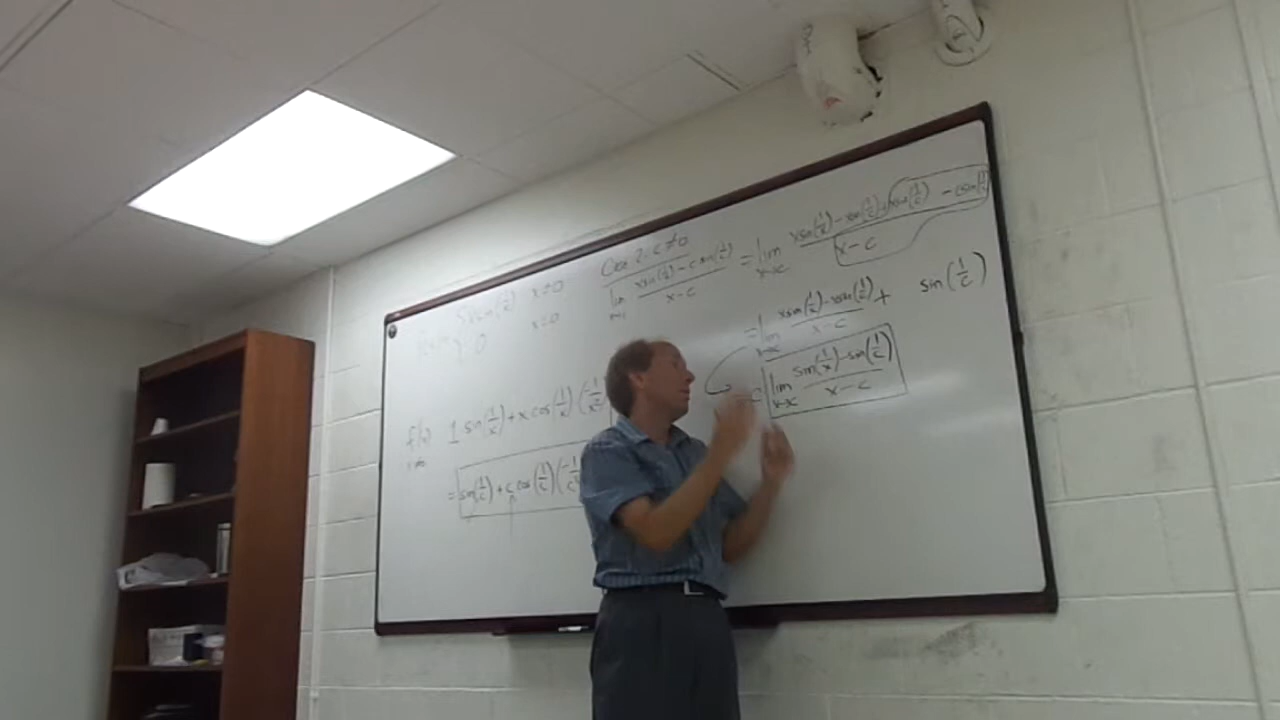 x sin(1/x) x≠0
0 x=0
f'(x) 1 sin(1/x) + x cos(1/x) (-1/x²
= sin(1/c) + c cos(1/c) (-1/c²
Case 2: c≠0
lim x→c (x sin(1/x) - c sin(1/c))/(x-c) = lim x→c (x sin(1/x) - x sin(1/c) + x sin(1/c) - c sin(1/c))/(x-c)
= lim x→c (x sin(1/x) - x sin(1/c))/(x-c) + sin(1/c)
= c lim x→c (sin(1/x) - sin(1/c))/(x-c)